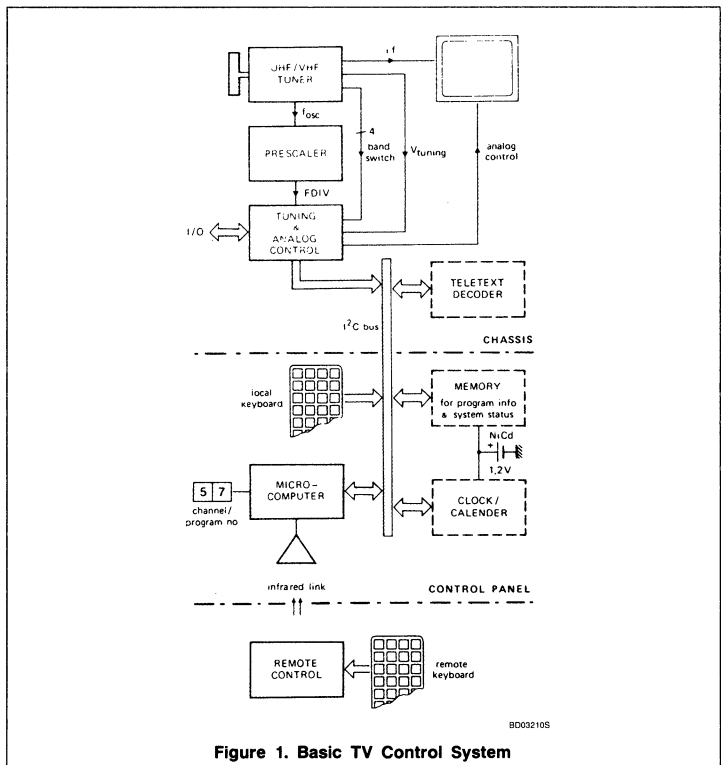 i f
UHF/VHF
TUNER
fosc
4
band
switch
Vtuning
analog
control
PRESCALER
FDIV
TUNING
&
ANALOG
CONTROL
I/O
TELETEXT
DECODER
I²C bus
CHASSIS
local
keyboard
MEMORY
for program info
& system status
NiCd
+
1,2V
5 7
channel/
program no
MICRO-
COMPUTER
CLOCK/
CALENDER
infrared link
CONTROL PANEL
REMOTE
CONTROL
remote
keyboard
BD03210S
Figure 1. Basic TV Control System